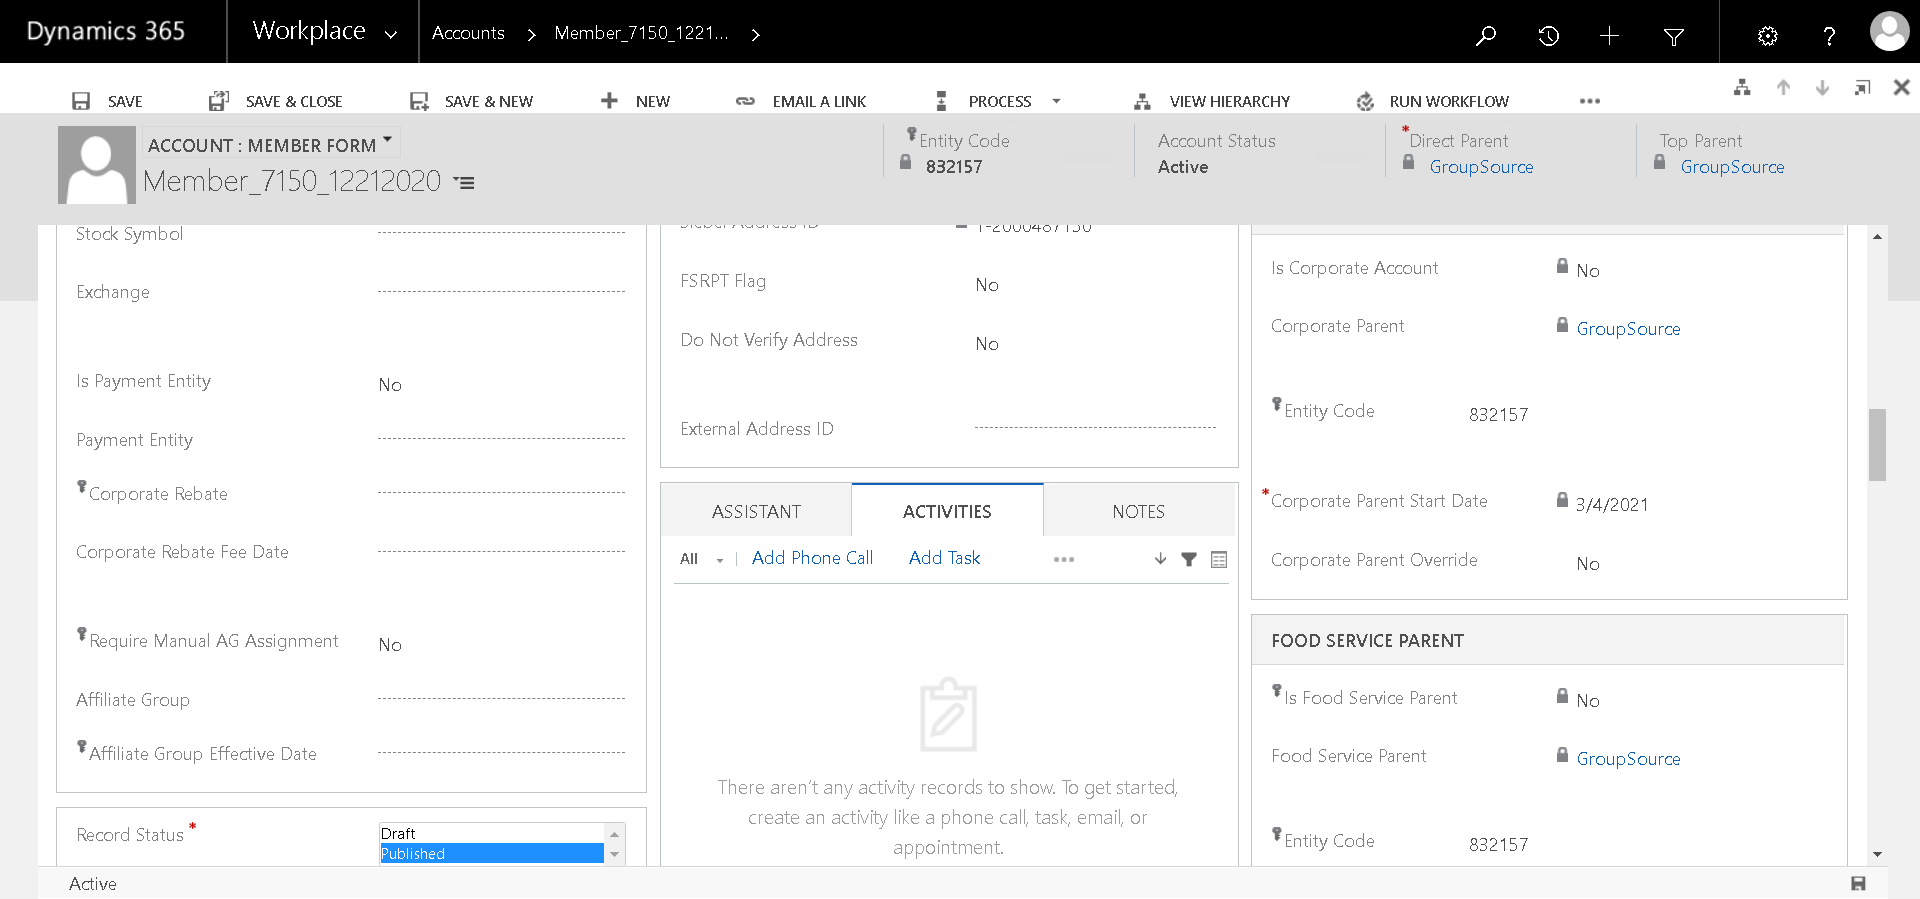 Dynamics 365
Workplace
Accounts
Member_7150_1221...
?
SAVE
SAVE & CLOSE
SAVE & NEW
NEW
EMAIL A LINK
PROCESS
VIEW HIERARCHY
RUN WORKFLOW
ACCOUNT : MEMBER FORM
Member_7150_12212020
Entity Code
832157
Account Status
Active
*Direct Parent
GroupSource
Top Parent
GroupSource
Stock Symbol
Exchange
Is Payment Entity
No
Payment Entity
Corporate Rebate
Corporate Rebate Fee Date
Require Manual AG Assignment
No
Affiliate Group
Affiliate Group Effective Date
Record Status *
Draft
Published
Siebel Address ID
1-2000487150
FSRPT Flag
No
Do Not Verify Address
No
External Address ID
ASSISTANT
ACTIVITIES
NOTES
All
Add Phone Call
Add Task
There aren't any activity records to show. To get started,
create an activity like a phone call, task, email, or
appointment.
Is Corporate Account
No
Corporate Parent
GroupSource
Entity Code
832157
*Corporate Parent Start Date
3/4/2021
Corporate Parent Override
No
FOOD SERVICE PARENT
Is Food Service Parent
No
Food Service Parent
GroupSource
Entity Code
832157
Active